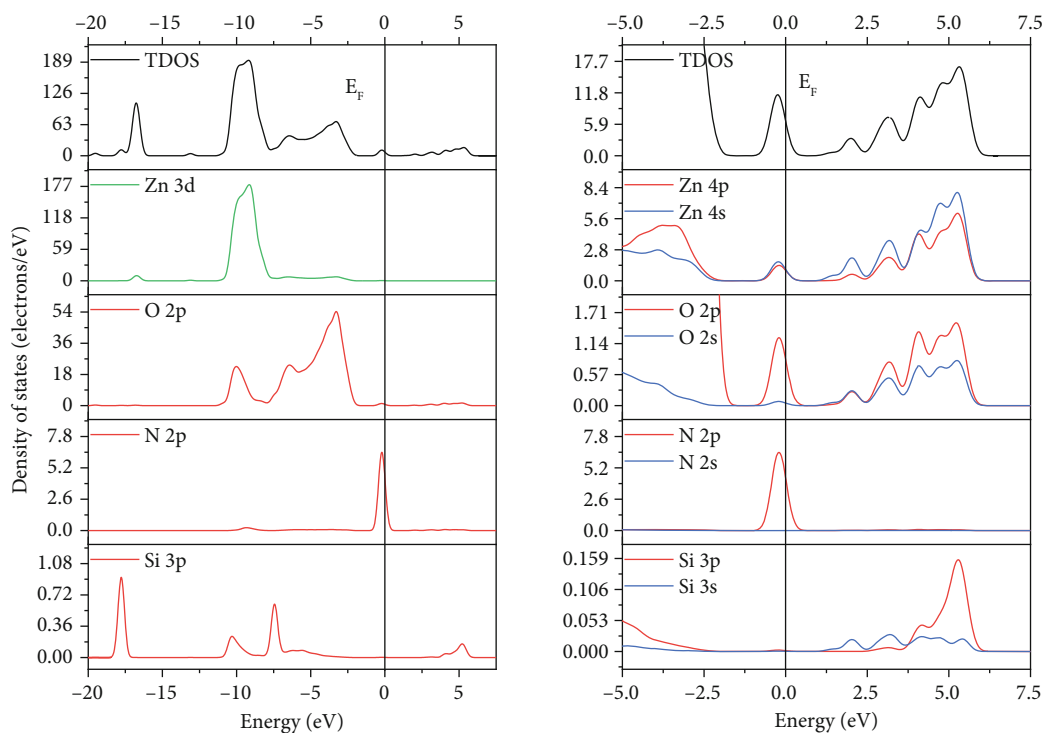 −20 −15 −10 −5 0 5
TDOS
E_F
189
126
63
0
Zn 3d
177
118
59
0
O 2p
54
36
18
0
N 2p
7.8
5.2
2.6
0.0
Si 3p
1.08
0.72
0.36
0.00
−20 −15 −10 −5 0 5
Energy (eV)
Density of states (electrons/eV)
−5.0 −2.5 0.0 2.5 5.0 7.5
TDOS
E_F
17.7
11.8
5.9
0.0
Zn 4p
Zn 4s
8.4
5.6
2.8
0.0
O 2p
O 2s
1.71
1.14
0.57
0.00
N 2p
N 2s
7.8
5.2
2.6
0.0
Si 3p
Si 3s
0.159
0.106
0.053
0.000
−5.0 −2.5 0.0 2.5 5.0 7.5
Energy (eV)